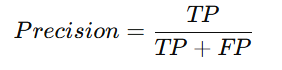 Precision = TP / (TP + FP)